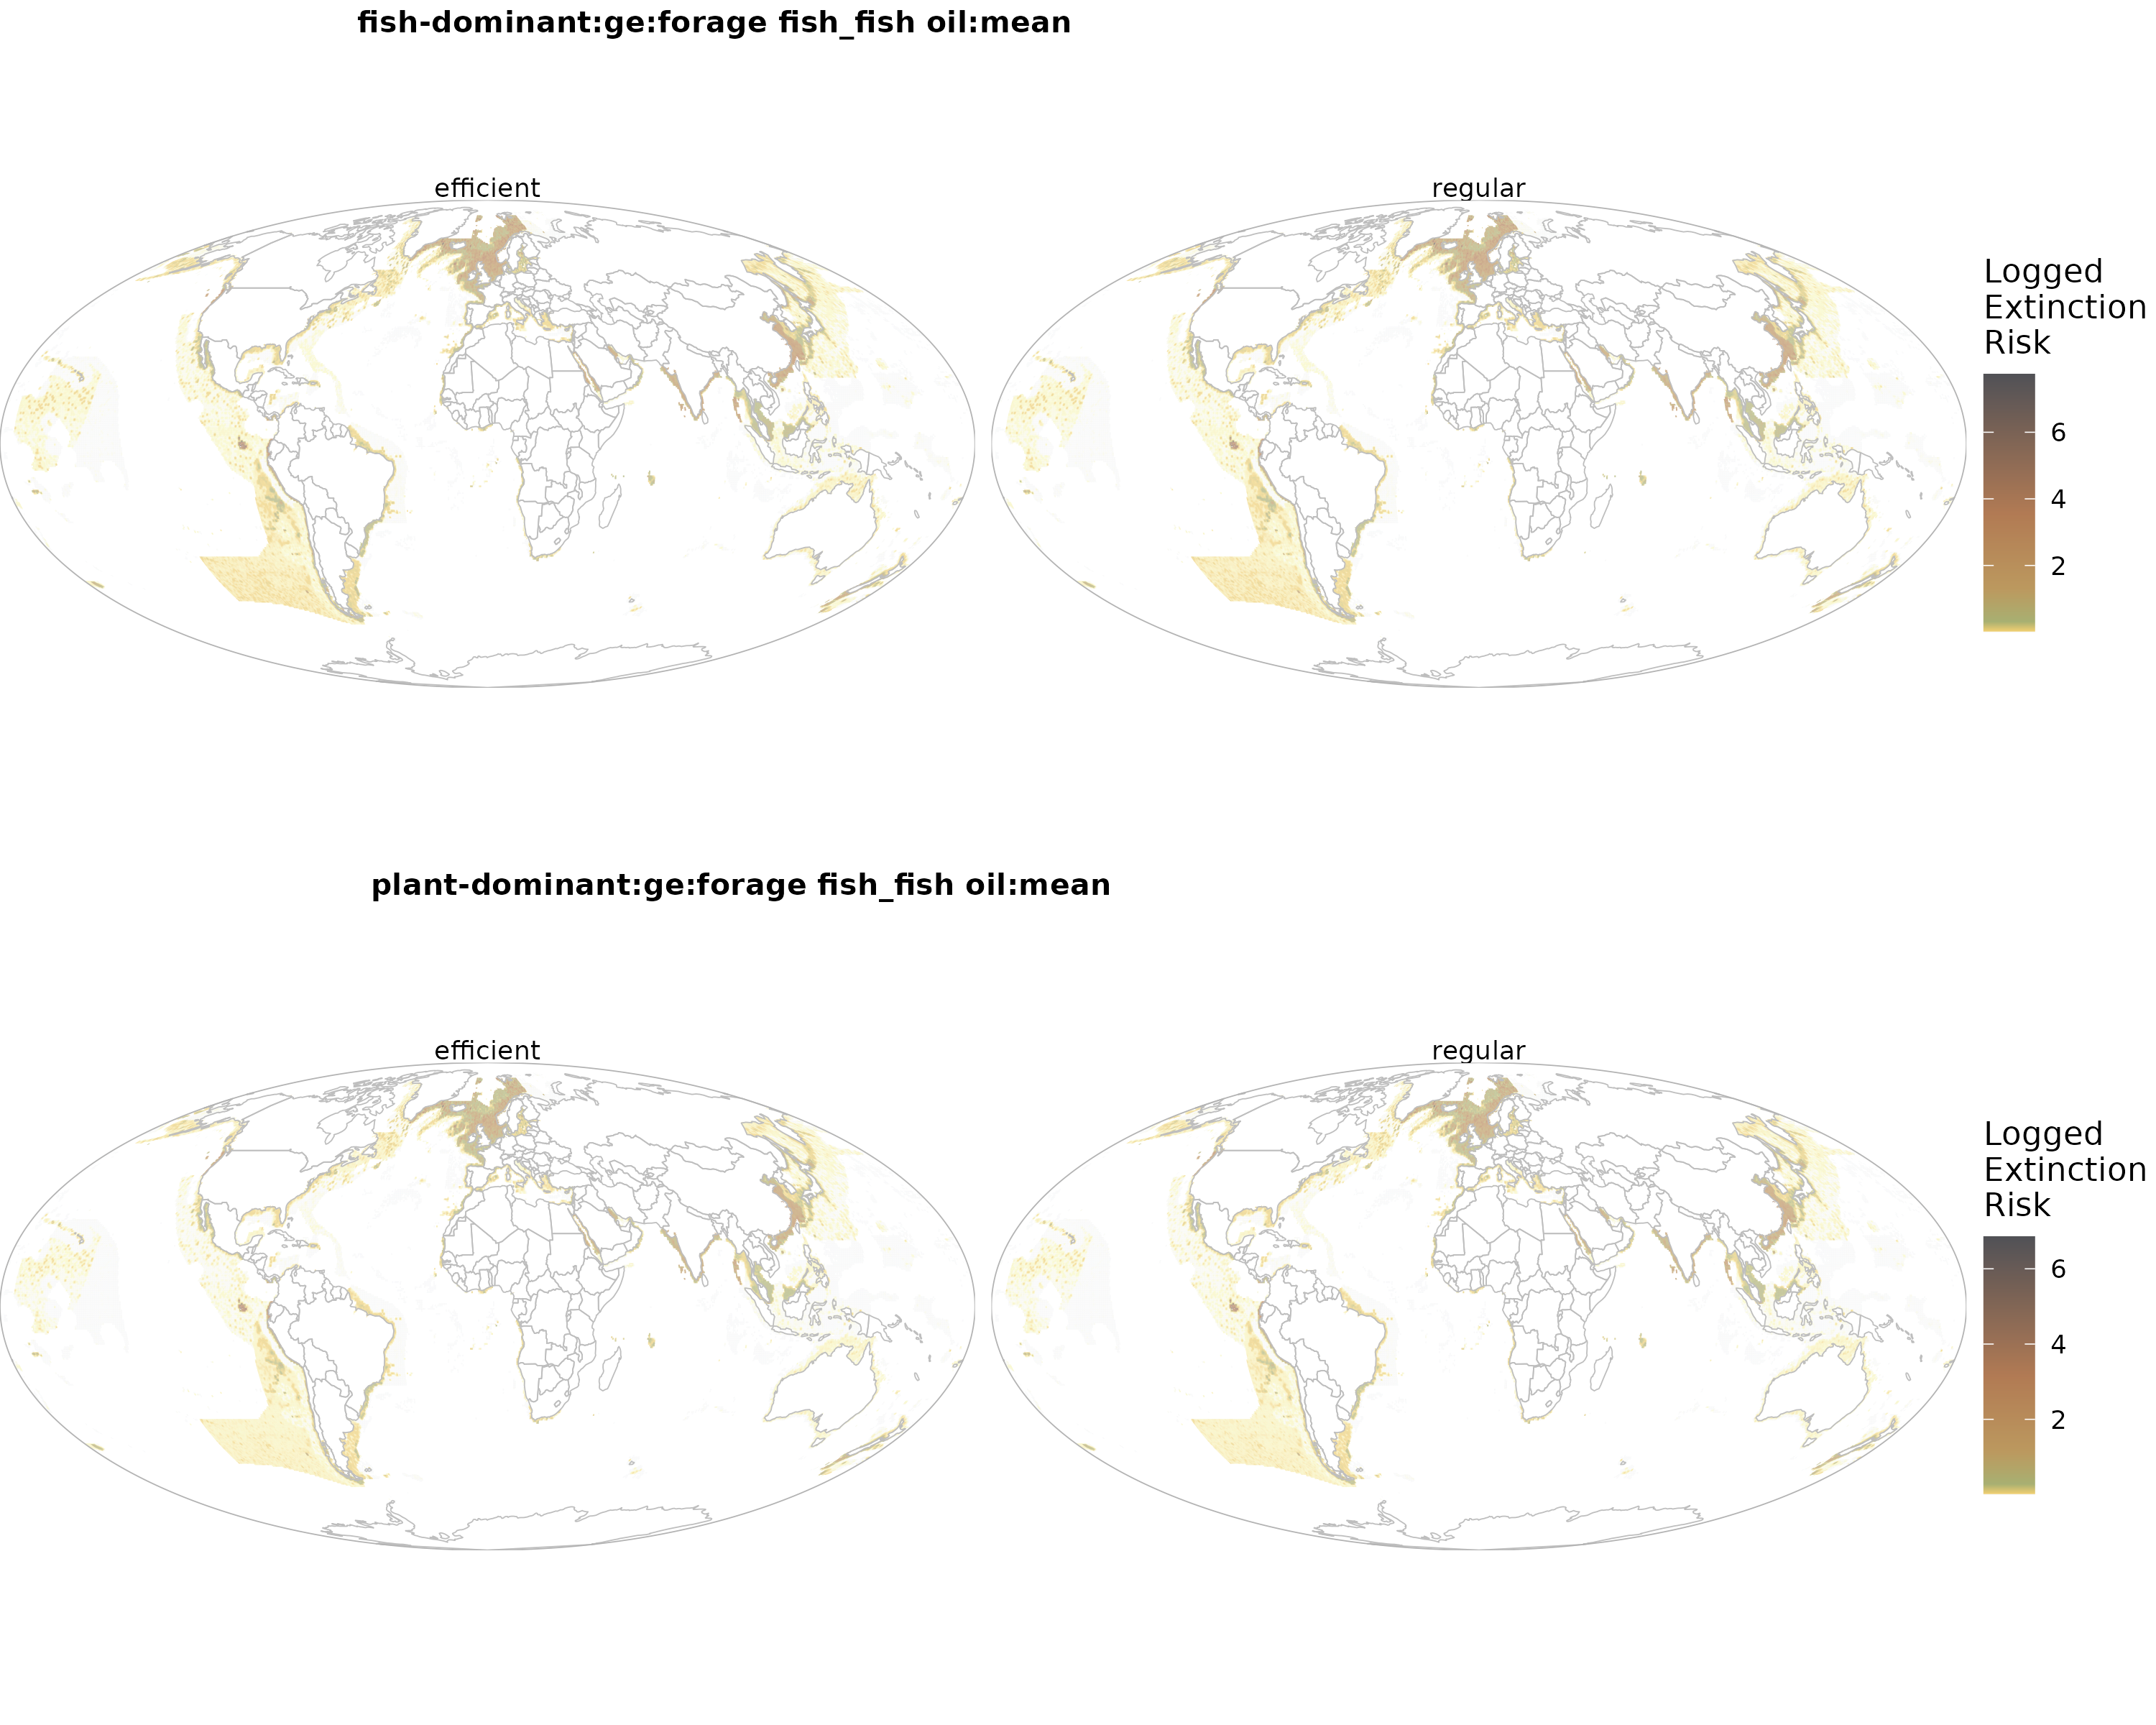 fish-dominant:ge:forage fish_fish oil:mean
efficient
regular
Logged
Extinction
Risk
6
4
2
plant-dominant:ge:forage fish_fish oil:mean
efficient
regular
Logged
Extinction
Risk
6
4
2